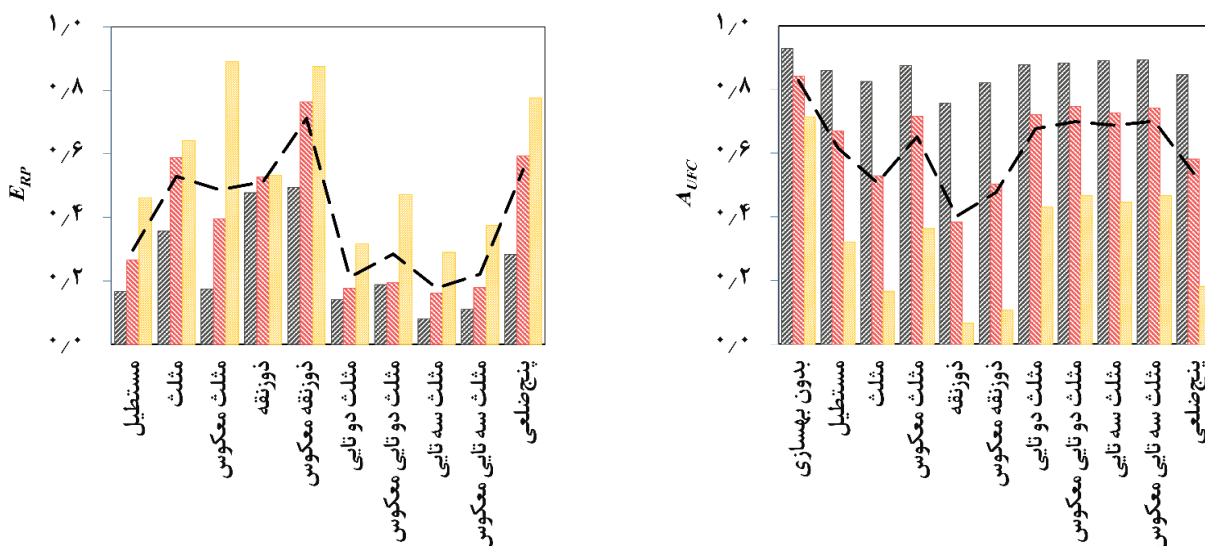 E_RP
۱٫۰
۰٫۸
۰٫۶
۰٫۴
۰٫۲
۰٫۰
مستطیل
مثلث
مثلث معکوس
ذوزنقه
ذوزنقه معکوس
مثلث دو تایی
مثلث دو تایی معکوس
مثلث سه تایی
مثلث سه تایی معکوس
پنج‌ضلعی
A_UFC
۱٫۰
۰٫۸
۰٫۶
۰٫۴
۰٫۲
۰٫۰
بدون بهسازی
مستطیل
مثلث
مثلث معکوس
ذوزنقه
ذوزنقه معکوس
مثلث دو تایی
مثلث دو تایی معکوس
مثلث سه تایی
مثلث سه تایی معکوس
پنج‌ضلعی